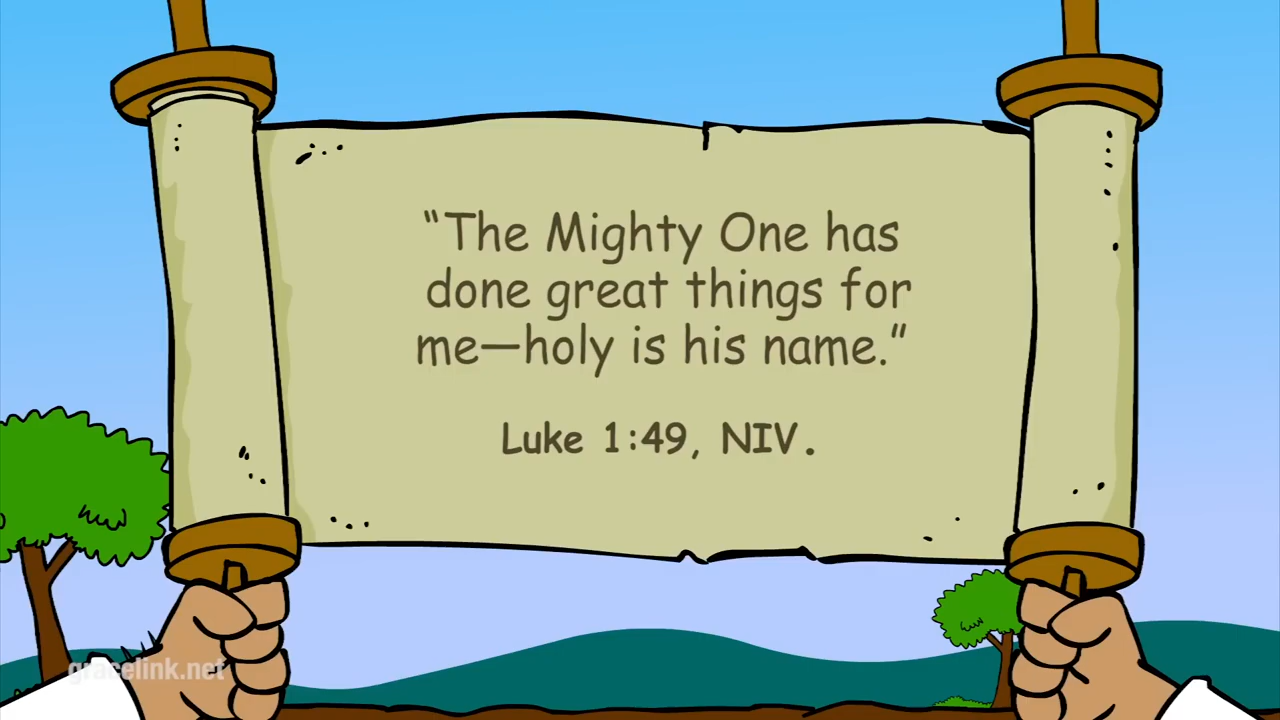 “The Mighty One has
done great things for
me—holy is his name.”
Luke 1:49, NIV.
gracelink.net